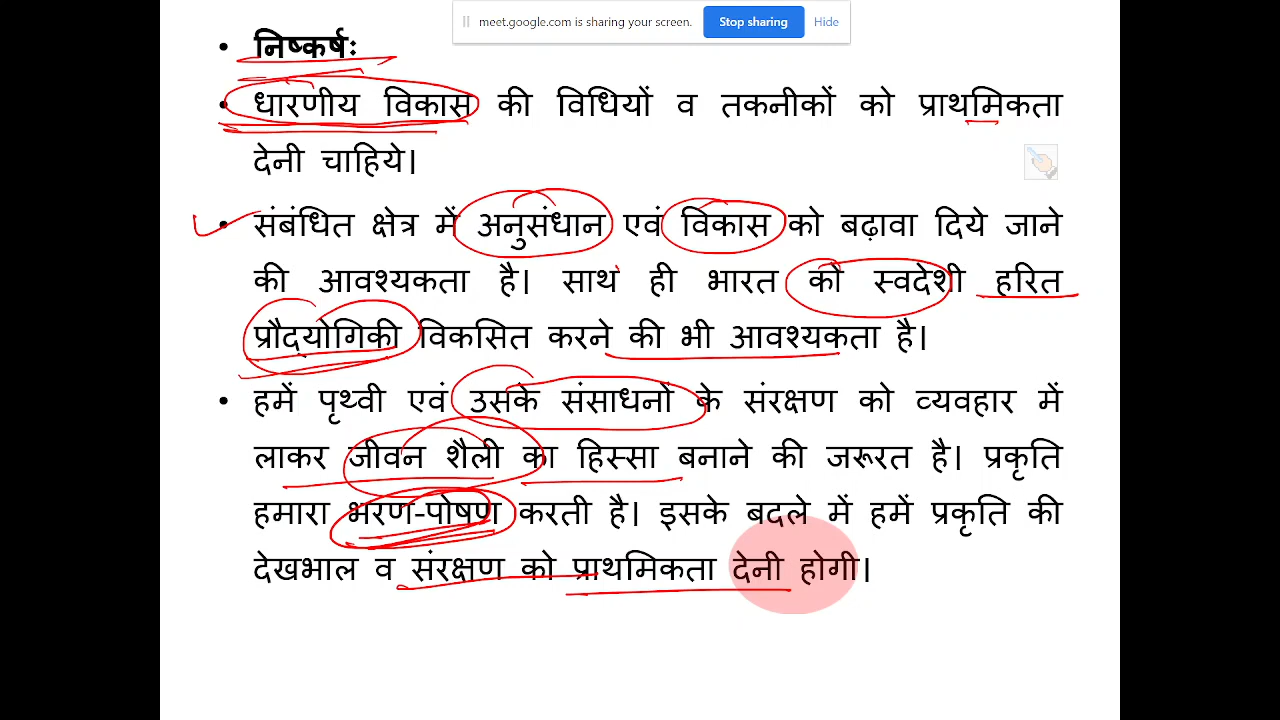 meet.google.com is sharing your screen. Stop sharing Hide
• निष्कर्षः
• धारणीय विकास की विधियों व तकनीकों को प्राथमिकता
देनी चाहिये।
• संबंधित क्षेत्र में अनुसंधान एवं विकास को बढ़ावा दिये जाने
की आवश्यकता है। साथ ही भारत को स्वदेशी हरित
प्रौद्योगिकी विकसित करने की भी आवश्यकता है।
• हमें पृथ्वी एवं उसके संसाधनों के संरक्षण को व्यवहार में
लाकर जीवन शैली का हिस्सा बनाने की जरूरत है। प्रकृति
हमारा भरण-पोषण करती है। इसके बदले में हमें प्रकृति की
देखभाल व संरक्षण को प्राथमिकता देनी होगी।